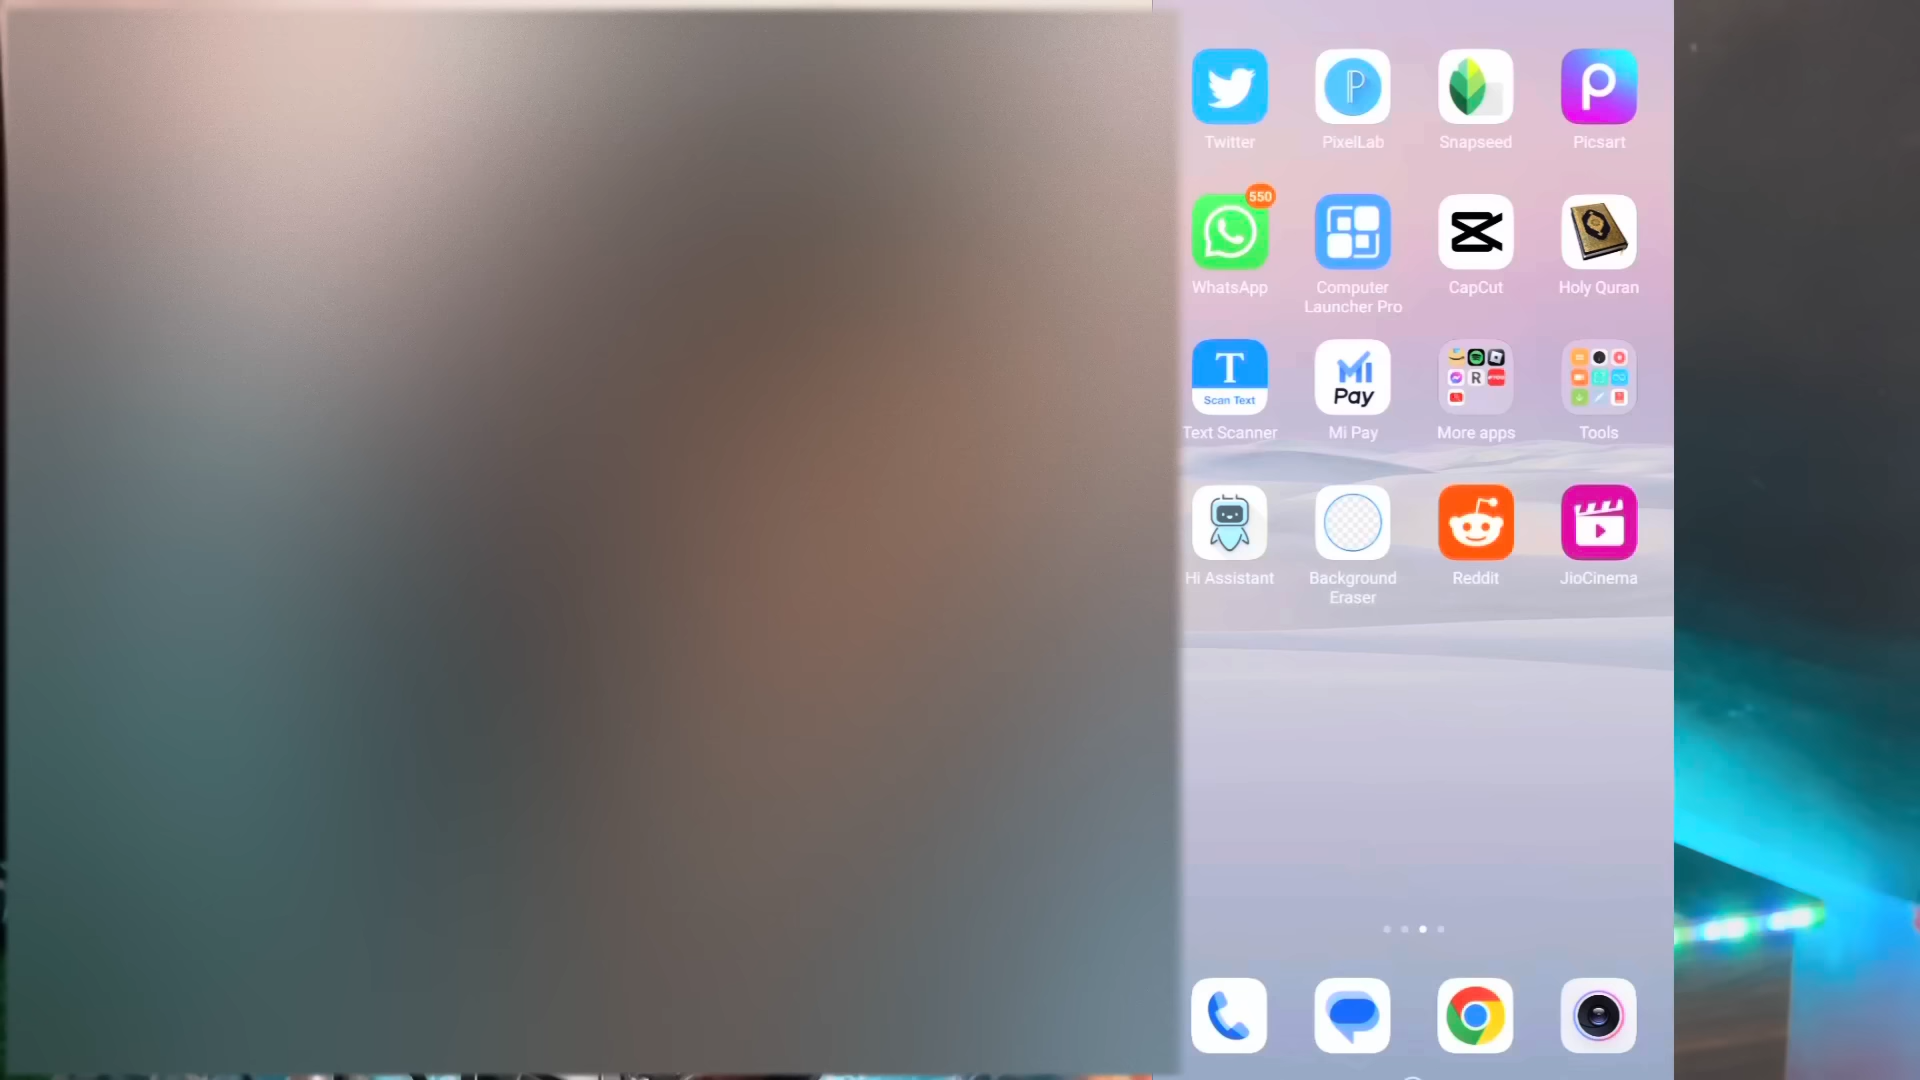 Twitter
PixelLab
Snapseed
Picsart
550
WhatsApp
Computer
Launcher Pro
CapCut
Holy Quran
T
Scan Text
Text Scanner
Mi
Pay
Mi Pay
More apps
Tools
Hi Assistant
Background
Eraser
Reddit
JioCinema